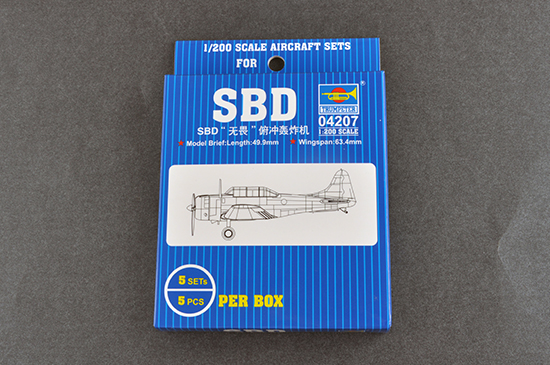 1/200 SCALE AIRCRAFT SETS
FOR
SBD
TRUMPETER
04207
1:200 SCALE
SBD "无畏"俯冲轰炸机
Model Brief:Length:49.9mm Wingspan:63.4mm
5 SETs
5 PCS
PER BOX